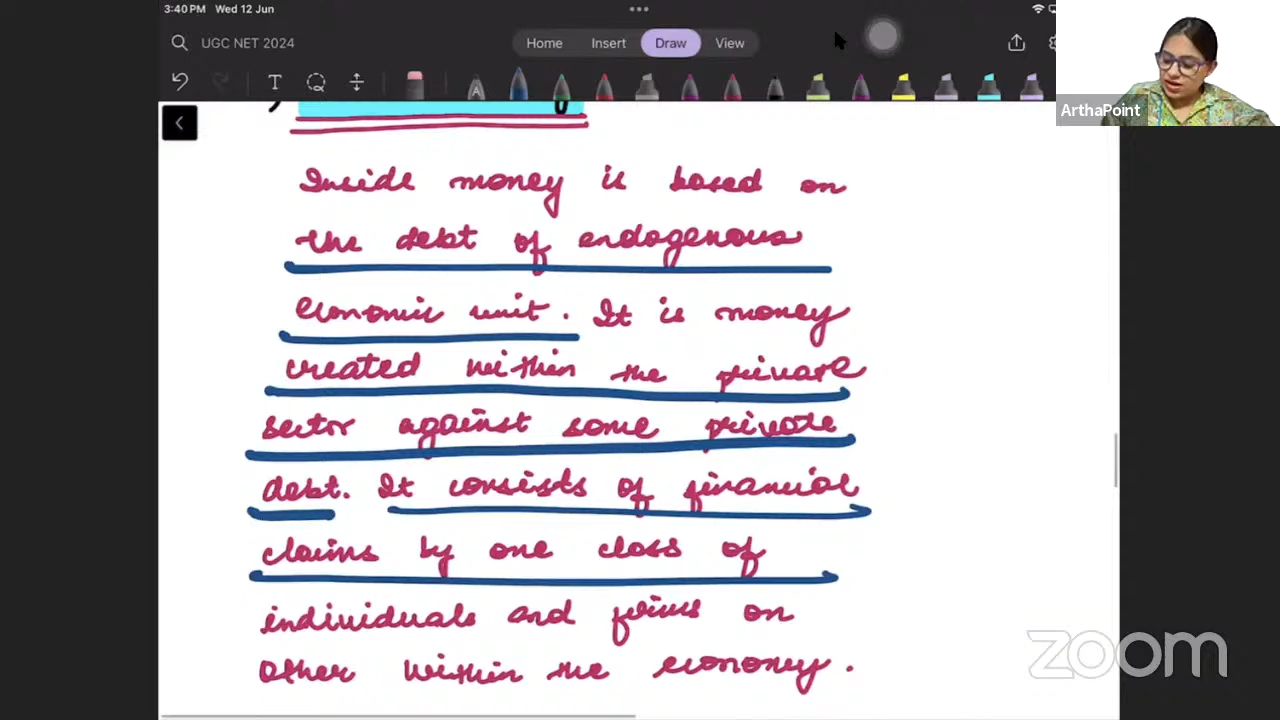 3:40 PM Wed 12 Jun
UGC NET 2024
Home Insert Draw View
T
A
ArthaPoint
Inside money is based on
the debt of endogenous
economic unit. It is money
created within the private
sector against some private
debt. It consists of financial
claims by one class of
individuals and firms on
other within the economy.
zoom